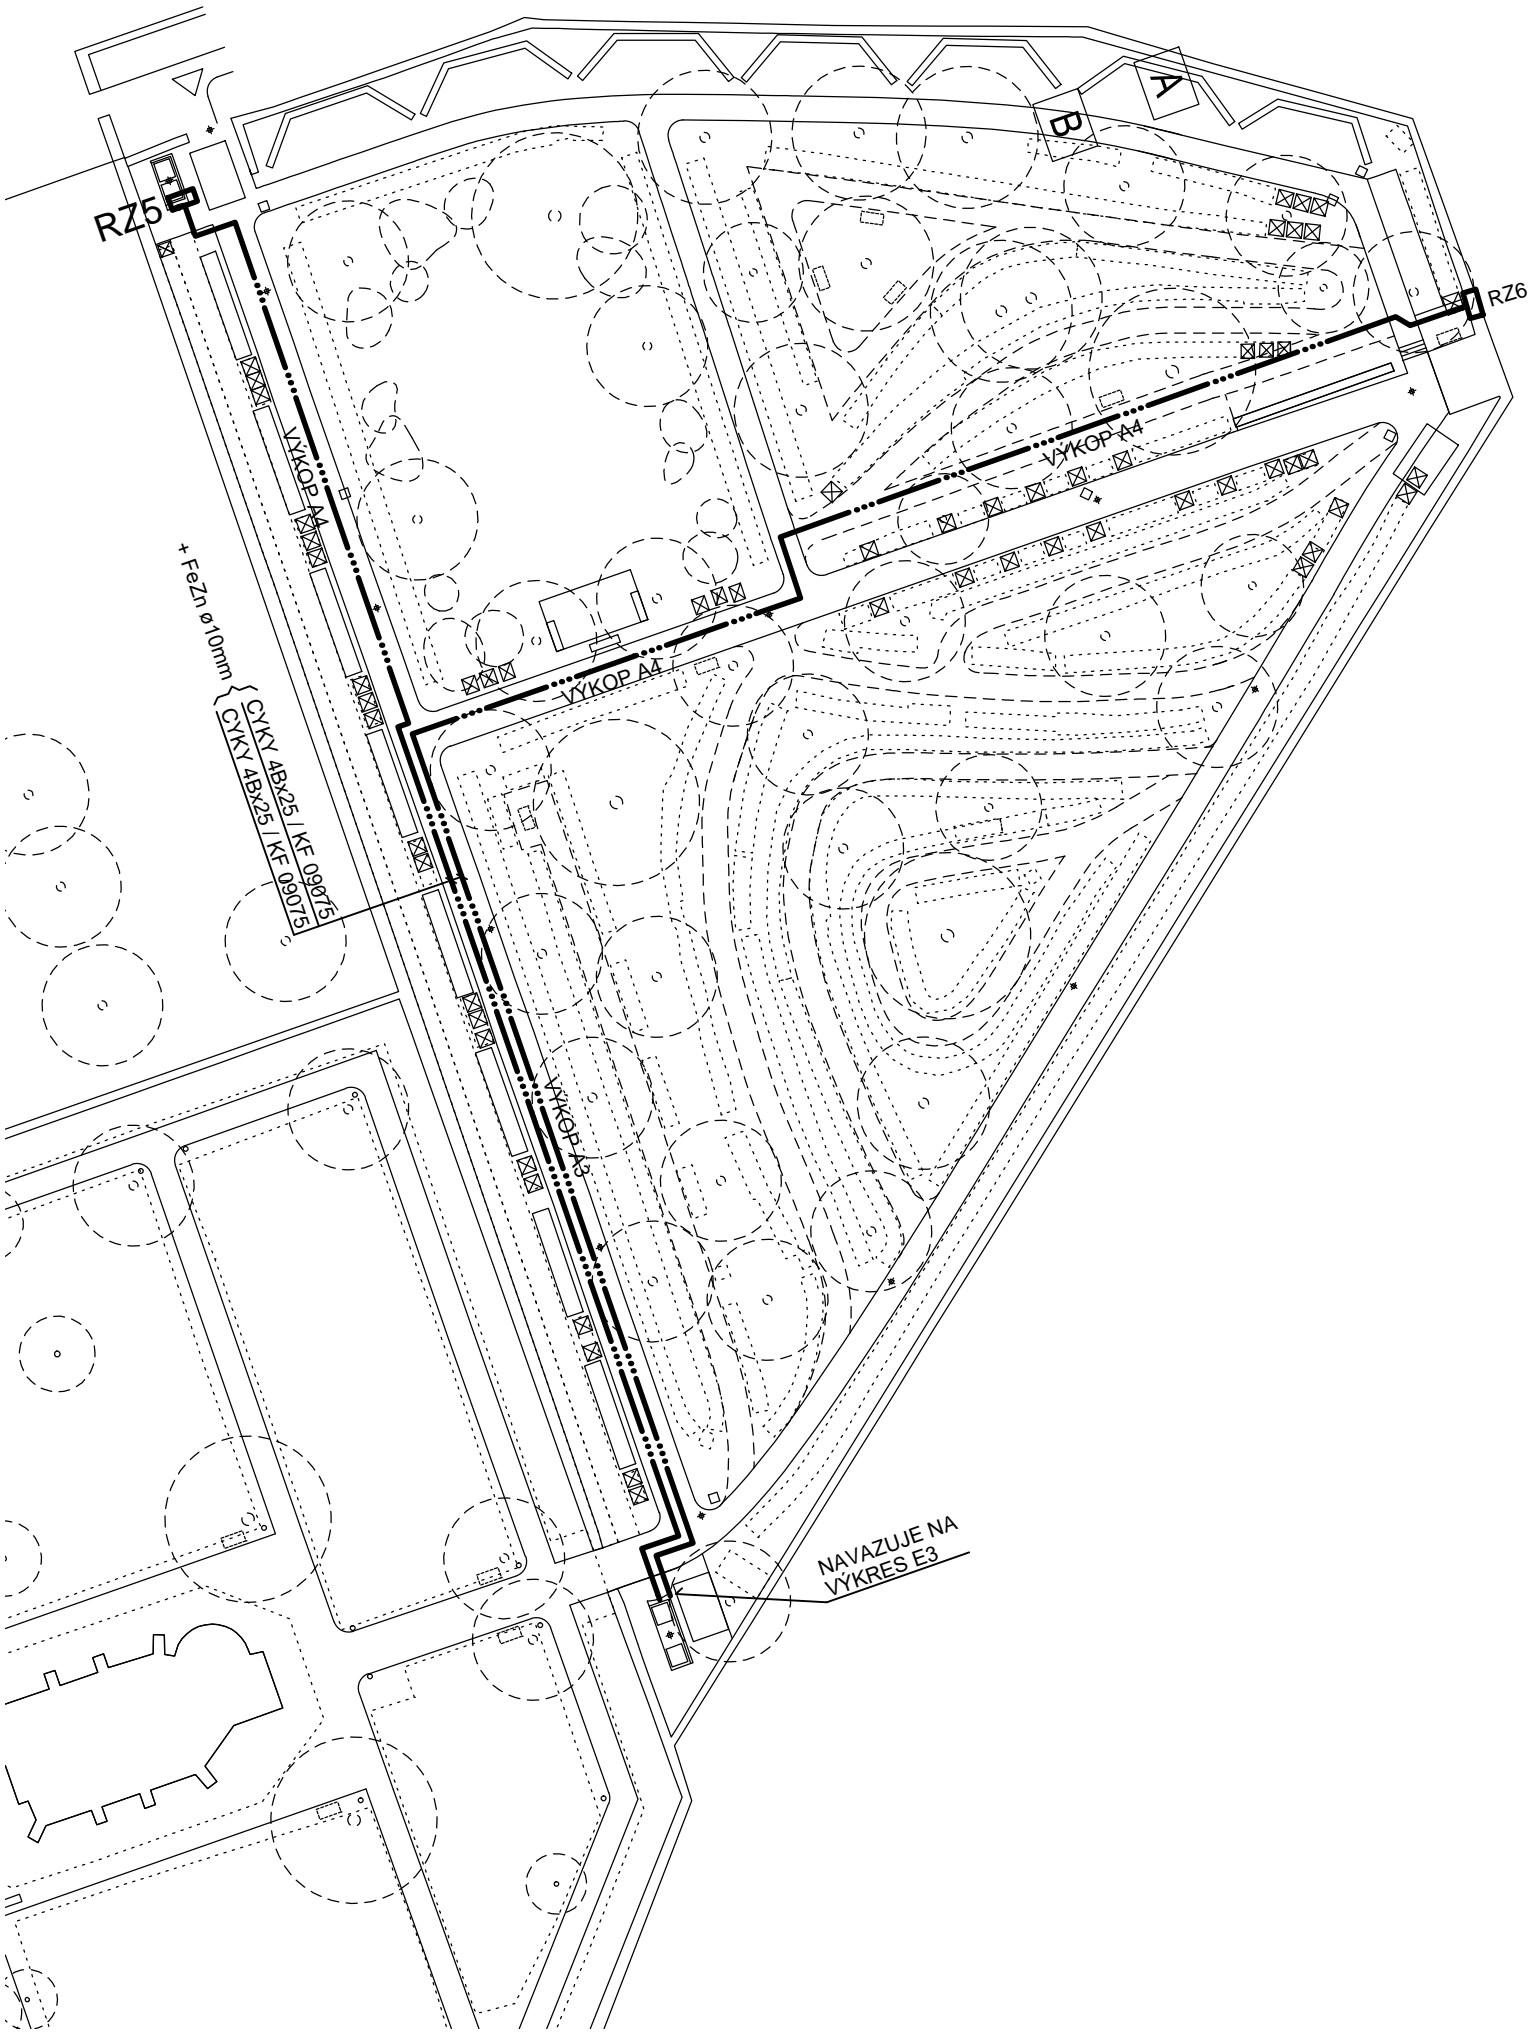 A
B
RZ5
RZ6
VÝKOP A4
VÝKOP A4
VÝKOP A4
+ FeZn ø10mm
CYKY 4Bx25 / KF 09075
CYKY 4Bx25 / KF 09075
VÝKOP A3
NAVAZUJE NA
VÝKRES E3